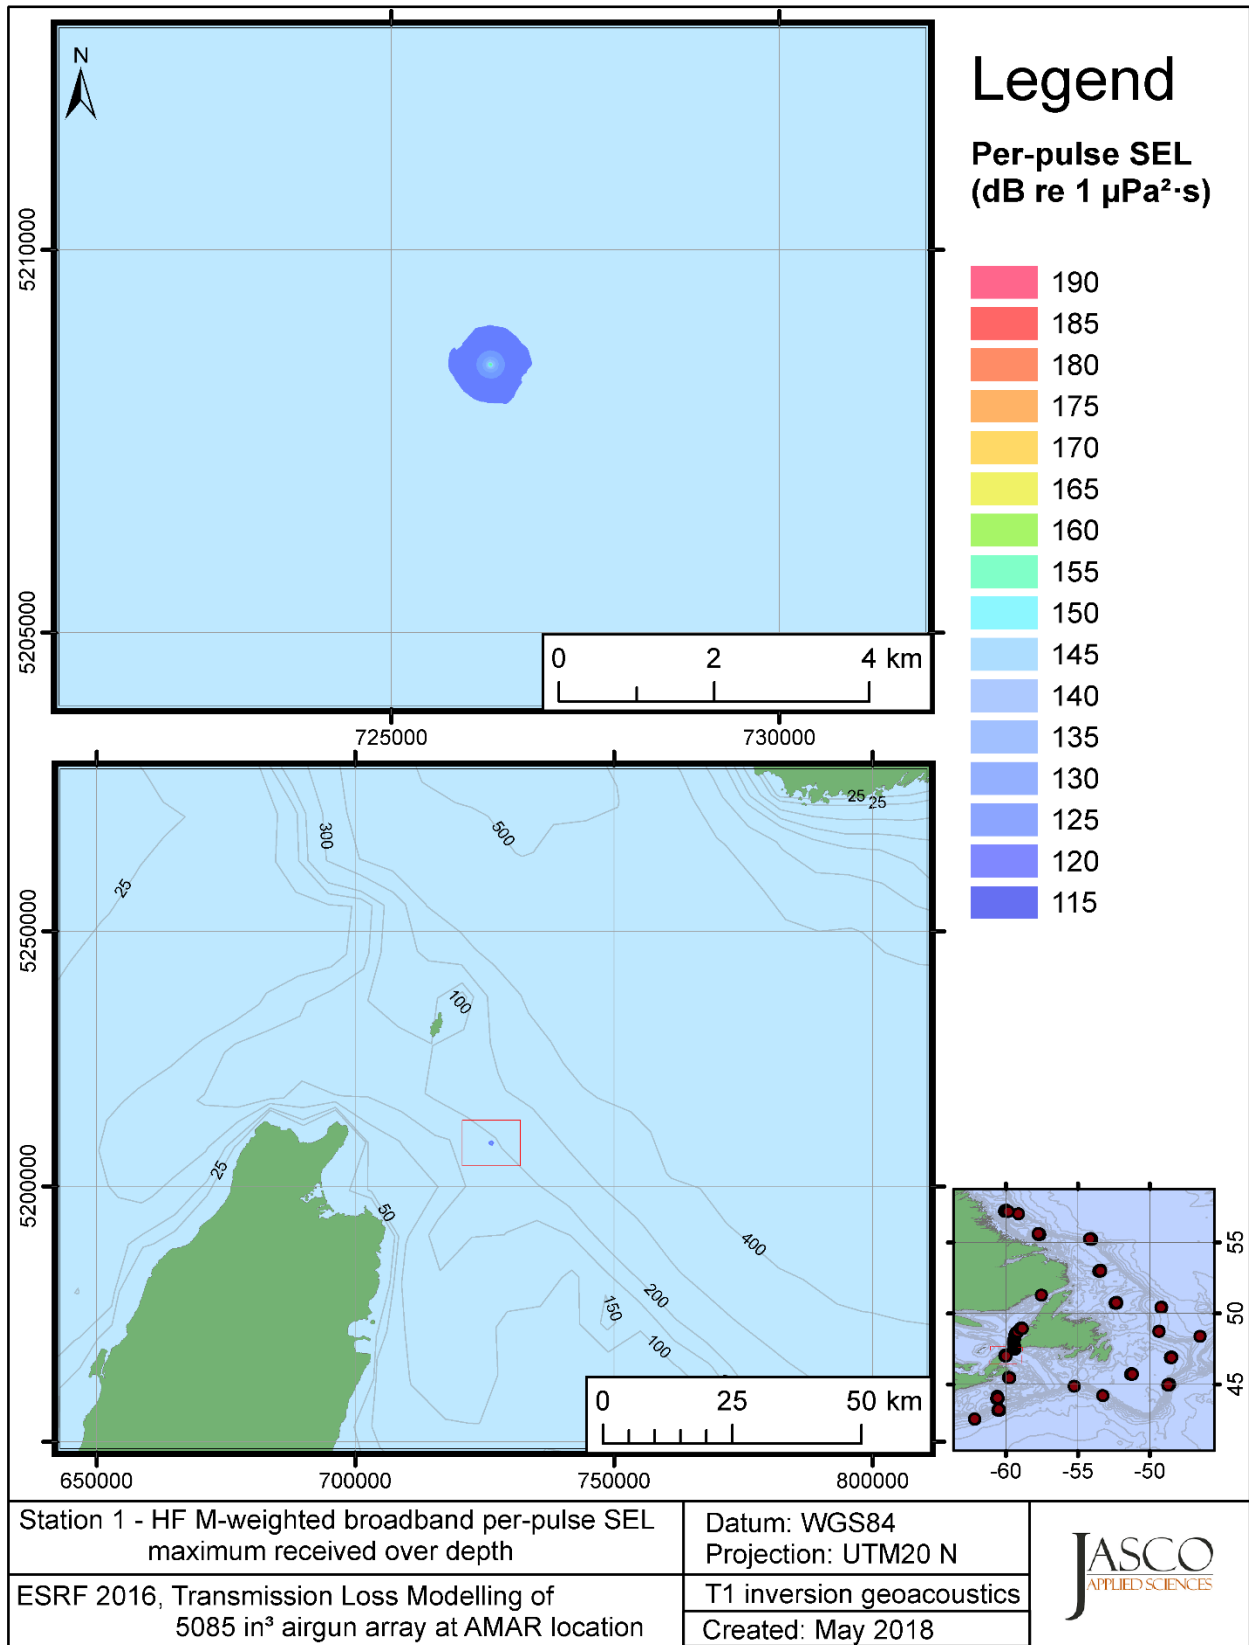 N
5210000
5205000
0 2 4 km
725000 730000
Legend
Per-pulse SEL
(dB re 1 µPa²·s)
190
185
180
175
170
165
160
155
150
145
140
135
130
125
120
115
300
500
25
25
25
100
25
50
400
200
150
100
5250000
5200000
0 25 50 km
650000 700000 750000 800000
55
50
45
-60 -55 -50
Station 1 - HF M-weighted broadband per-pulse SEL
maximum received over depth
ESRF 2016, Transmission Loss Modelling of
5085 in³ airgun array at AMAR location
Datum: WGS84
Projection: UTM20 N
T1 inversion geoacoustics
Created: May 2018
JASCO
APPLIED SCIENCES